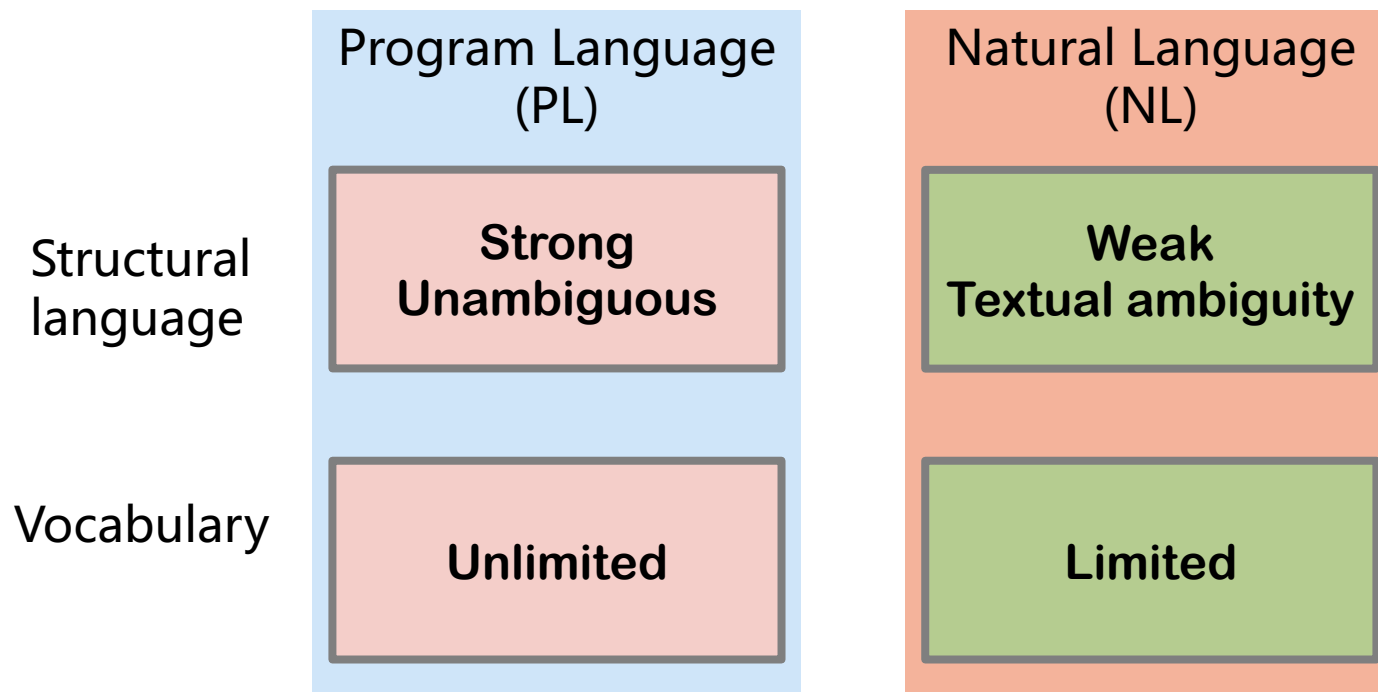 Program Language
(PL)
Natural Language
(NL)
Structural
language
Strong
Unambiguous
Weak
Textual ambiguity
Vocabulary
Unlimited
Limited